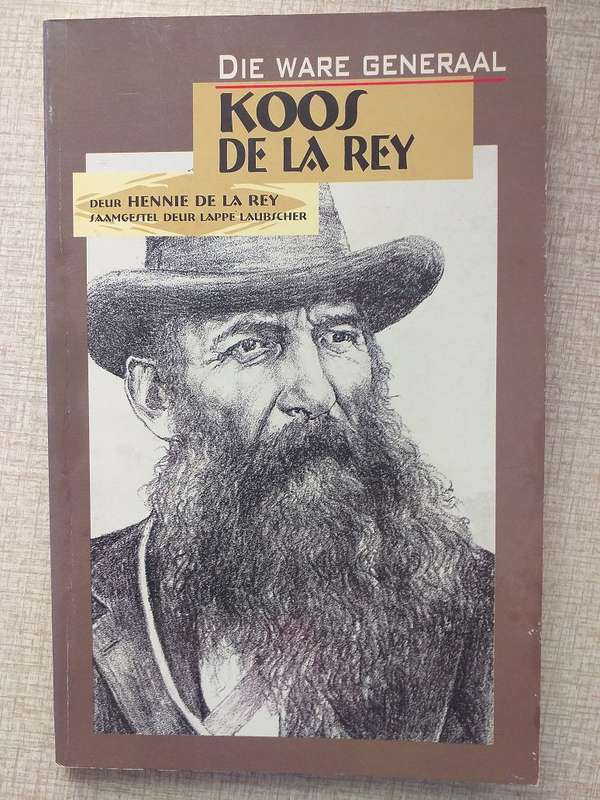 DIE WARE GENERAAL
KOOS
DE LA REY
DEUR HENNIE DE LA REY
SAAMGESTEL DEUR LAPPE LAUBSCHER